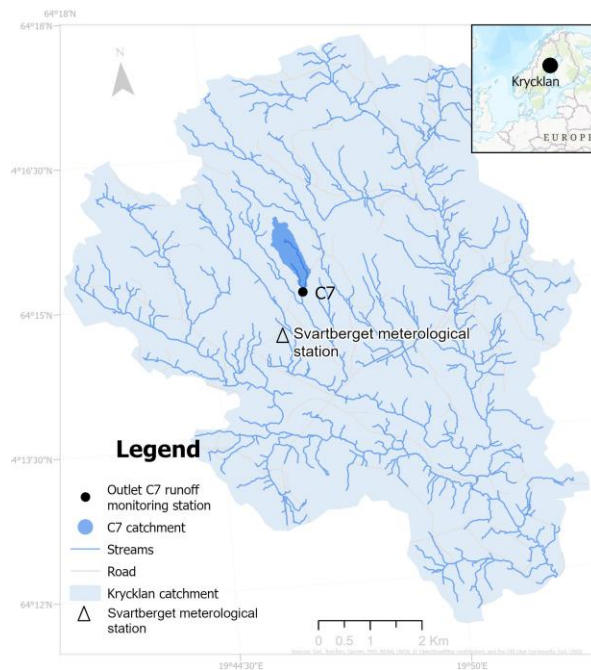 64°18'N
64°18'N
Krycklan
EUROPE
N
4°16'30"N
C7
64°15'N
Svartberget meterological
station
4°13'30"N
Legend
Outlet C7 runoff
monitoring station
C7 catchment
Streams
Road
Krycklan catchment
Svartberget meterological
station
64°12'N
0 0.5 1 2 Km
19°44'30"E 19°50'E